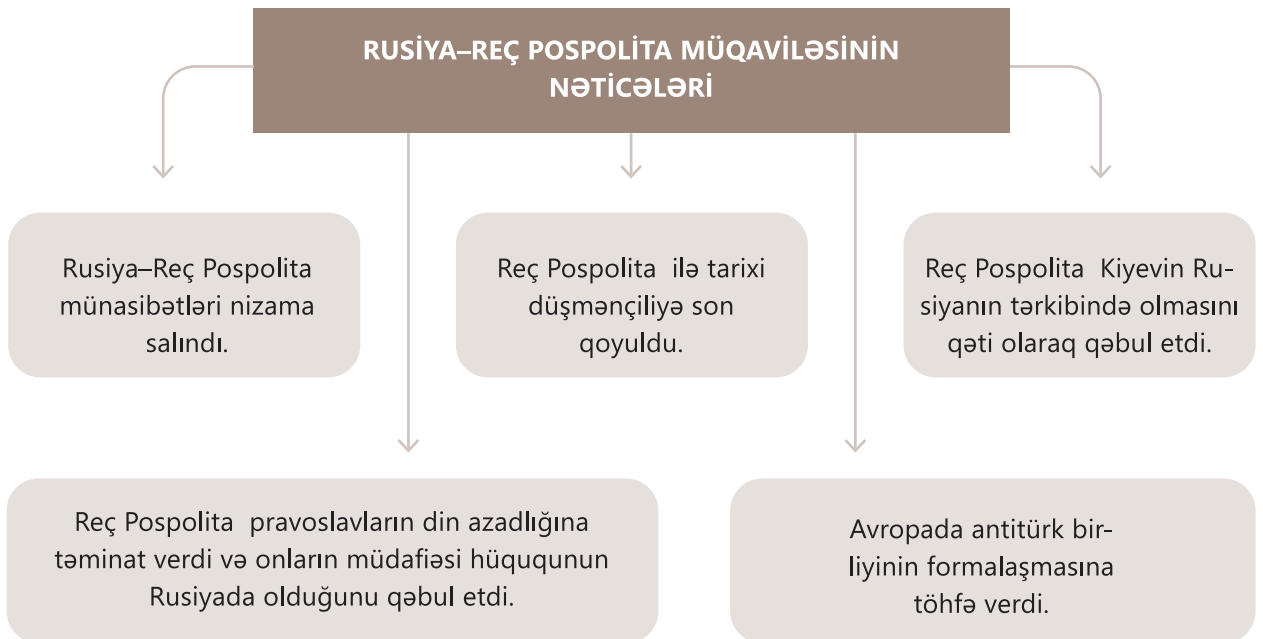 RUSİYA–REÇ POSPOLİTA MÜQAVİLƏSİNİN
NƏTİCƏLƏRİ
Rusiya–Reç Pospolita
münasibətləri nizama
salındı.
Reç Pospolita ilə tarixi
düşmənçiliyə son
qoyuldu.
Reç Pospolita Kiyevin Ru-
siyanın tərkibində olmasını
qəti olaraq qəbul etdi.
Reç Pospolita pravoslavların din azadlığına
təminat verdi və onların müdafiəsi hüququnun
Rusiyada olduğunu qəbul etdi.
Avropada antitürk bir-
liyinin formalaşmasına
töhfə verdi.